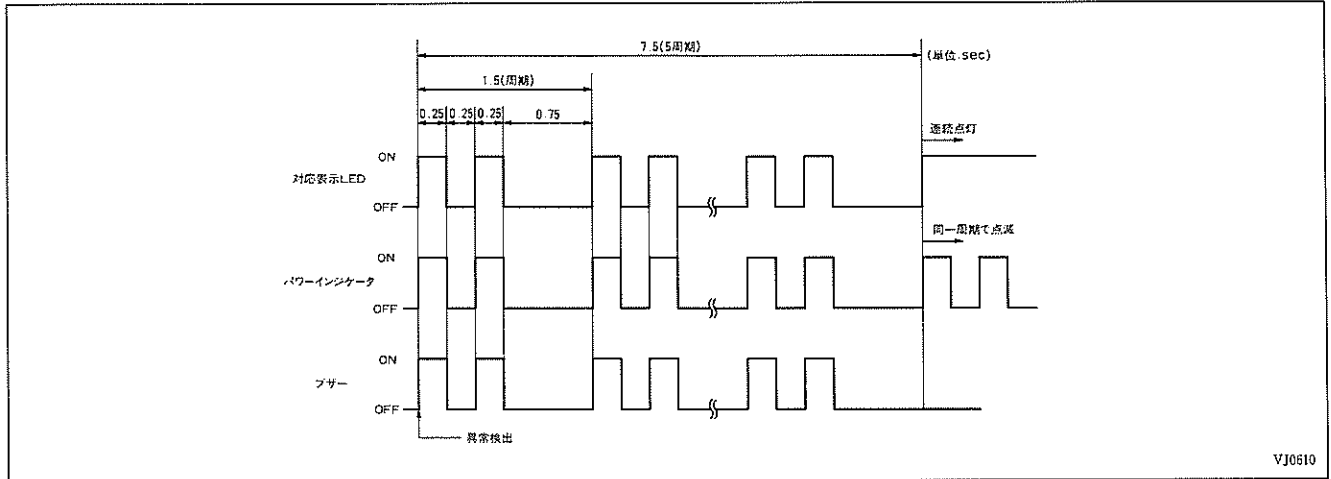 7.5(5周期)
(単位.sec)
1.5(周期)
0.25 0.25 0.25 0.75
連続点灯
ON
対応表示LED
OFF
同一周期で点滅
ON
パワーインジケータ
OFF
ON
ブザー
OFF
異常検出
VJ0610